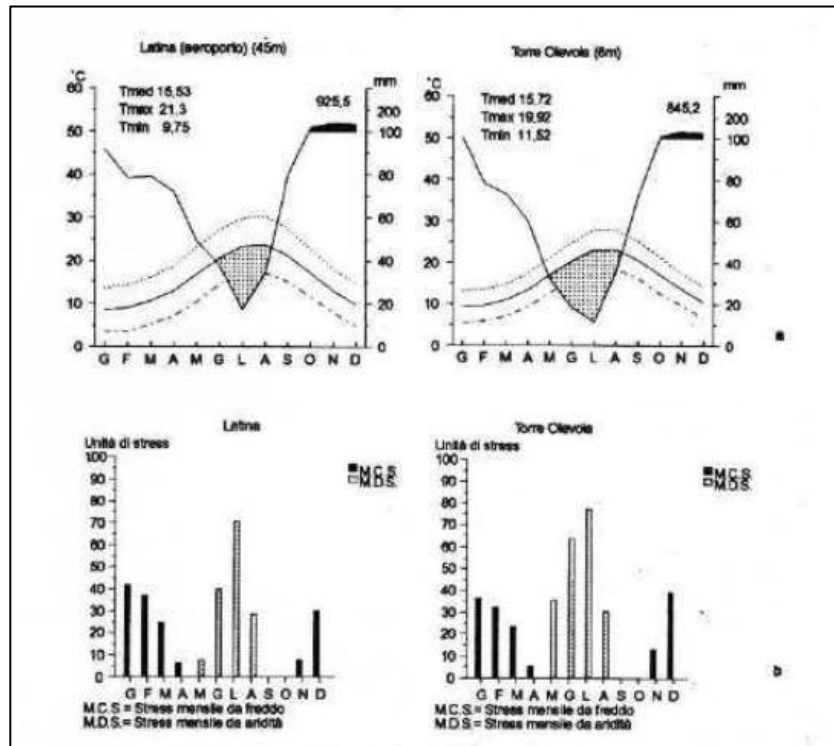 Latina (aeroporto) (45m)
°C
mm
Tmed 15,53
Tmax 21,3
Tmin 9,75
925,5
60
50
40
30
20
10
0
200
100
80
60
40
20
0
G F M A M G L A S O N D
Torre Olevola (6m)
°C
mm
Tmed 15,72
Tmax 19,92
Tmin 11,52
845,2
60
50
40
30
20
10
0
200
100
80
60
40
20
0
G F M A M G L A S O N D
a
Latina
Unità di stress
100
90
80
70
60
50
40
30
20
10
0
M.C.S.
M.D.S.
G F M A M G L A S O N D
M.C.S = Stress mensile da freddo
M.D.S.= Stress mensile da aridità
Torre Olevola
Unità di stress
100
90
80
70
60
50
40
30
20
10
0
M.C.S.
M.D.S.
G F M A M G L A S O N D
M.C.S = Stress mensile da freddo
M.D.S.= Stress mensile da aridità
b